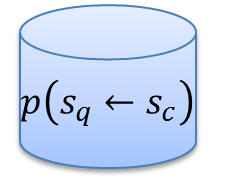 p(s_q ← s_c)